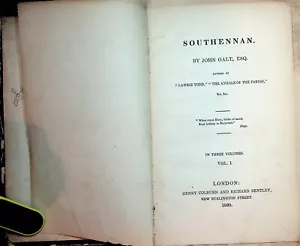 SOUTHENNAN.
BY JOHN GALT, ESQ.
AUTHOR OF
"LAWRIE TODD," "THE ANNALS OF THE PARISH,"
&c. &c.
IN THREE VOLUMES.
VOL. I.
LONDON:
HENRY COLBURN AND RICHARD BENTLEY,
NEW BURLINGTON STREET.
1830.